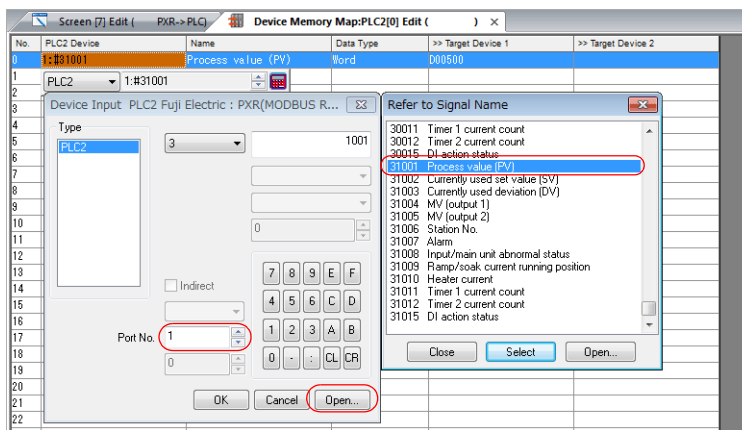 Screen [7] Edit ( PXR->PLC) Device Memory Map:PLC2[0] Edit ( ) ×
No. PLC2 Device Name Data Type >> Target Device 1 >> Target Device 2
0 1:#31001 Process value (PV) Word D00500
1 PLC2 1:#31001
2
3
4
5
6
7
8
9
10
11
12
13
14
15
16
17
18
19
20
21
22
Device Input PLC2 Fuji Electric : PXR(MODBUS R...
Type
PLC2
3 1001
0
Indirect
Port No. 1
0
7 8 9 E F
4 5 6 C D
1 2 3 A B
0 - : CL CR
OK Cancel Open...
Refer to Signal Name
30011 Timer 1 current count
30012 Timer 2 current count
30015 DI action status
31001 Process value (PV)
31002 Currently used set value (SV)
31003 Currently used deviation (DV)
31004 MV (output 1)
31005 MV (output 2)
31006 Station No.
31007 Alarm
31008 Input/main unit abnormal status
31009 Ramp/soak current running position
31010 Heater current
31011 Timer 1 current count
31012 Timer 2 current count
31015 DI action status
Close Select Open...